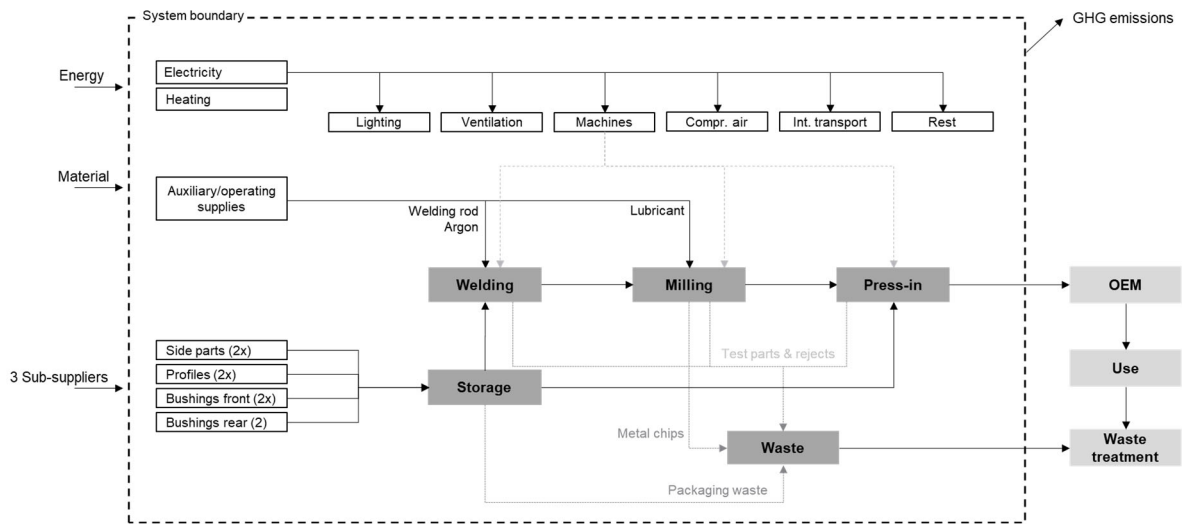 System boundary
GHG emissions
Energy
Electricity
Heating
Lighting
Ventilation
Machines
Compr. air
Int. transport
Rest
Material
Auxiliary/operating
supplies
Welding rod
Argon
Lubricant
Welding
Milling
Press-in
OEM
Test parts & rejects
Side parts (2x)
Profiles (2x)
Bushings front (2x)
Bushings rear (2)
3 Sub-suppliers
Storage
Use
Metal chips
Waste
Waste
treatment
Packaging waste